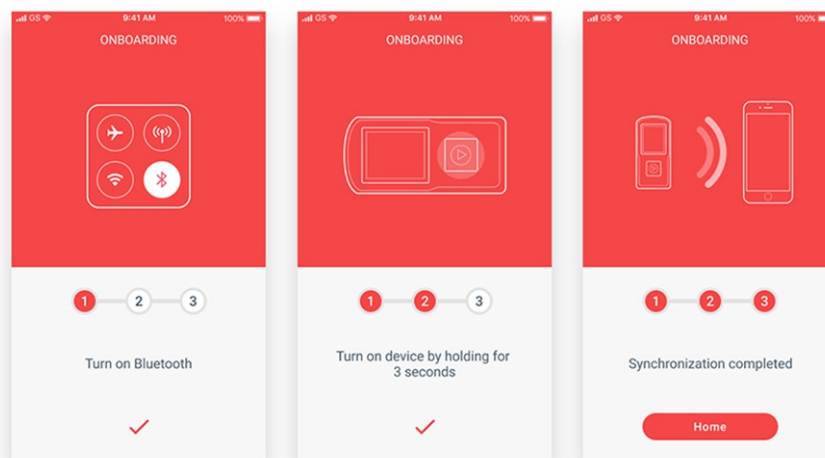 GS 9:41 AM 100%
ONBOARDING
1 2 3
Turn on Bluetooth
GS 9:41 AM 100%
ONBOARDING
1 2 3
Turn on device by holding for
3 seconds
GS 9:41 AM 100%
ONBOARDING
1 2 3
Synchronization completed
Home